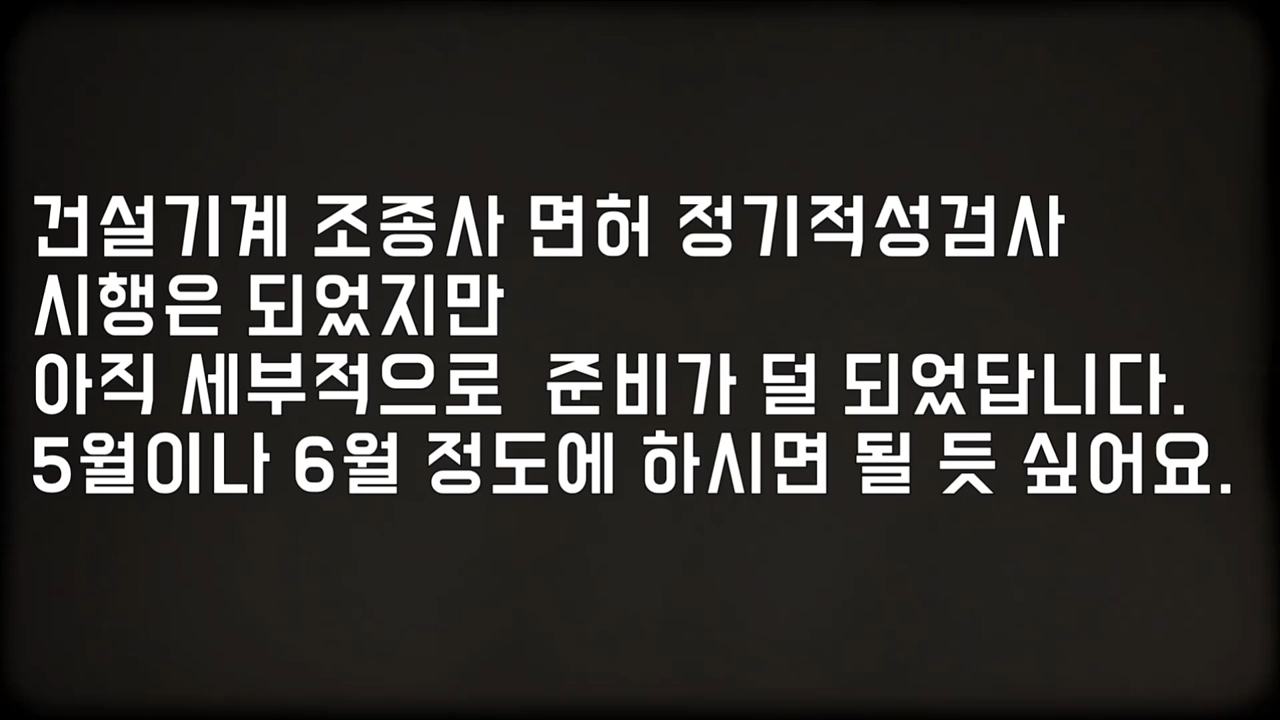 건설기계 조종사 면허 정기적성검사
시행은 되었지만
아직 세부적으로 준비가 덜 되었답니다.
5월이나 6월 정도에 하시면 될 듯 싶어요.